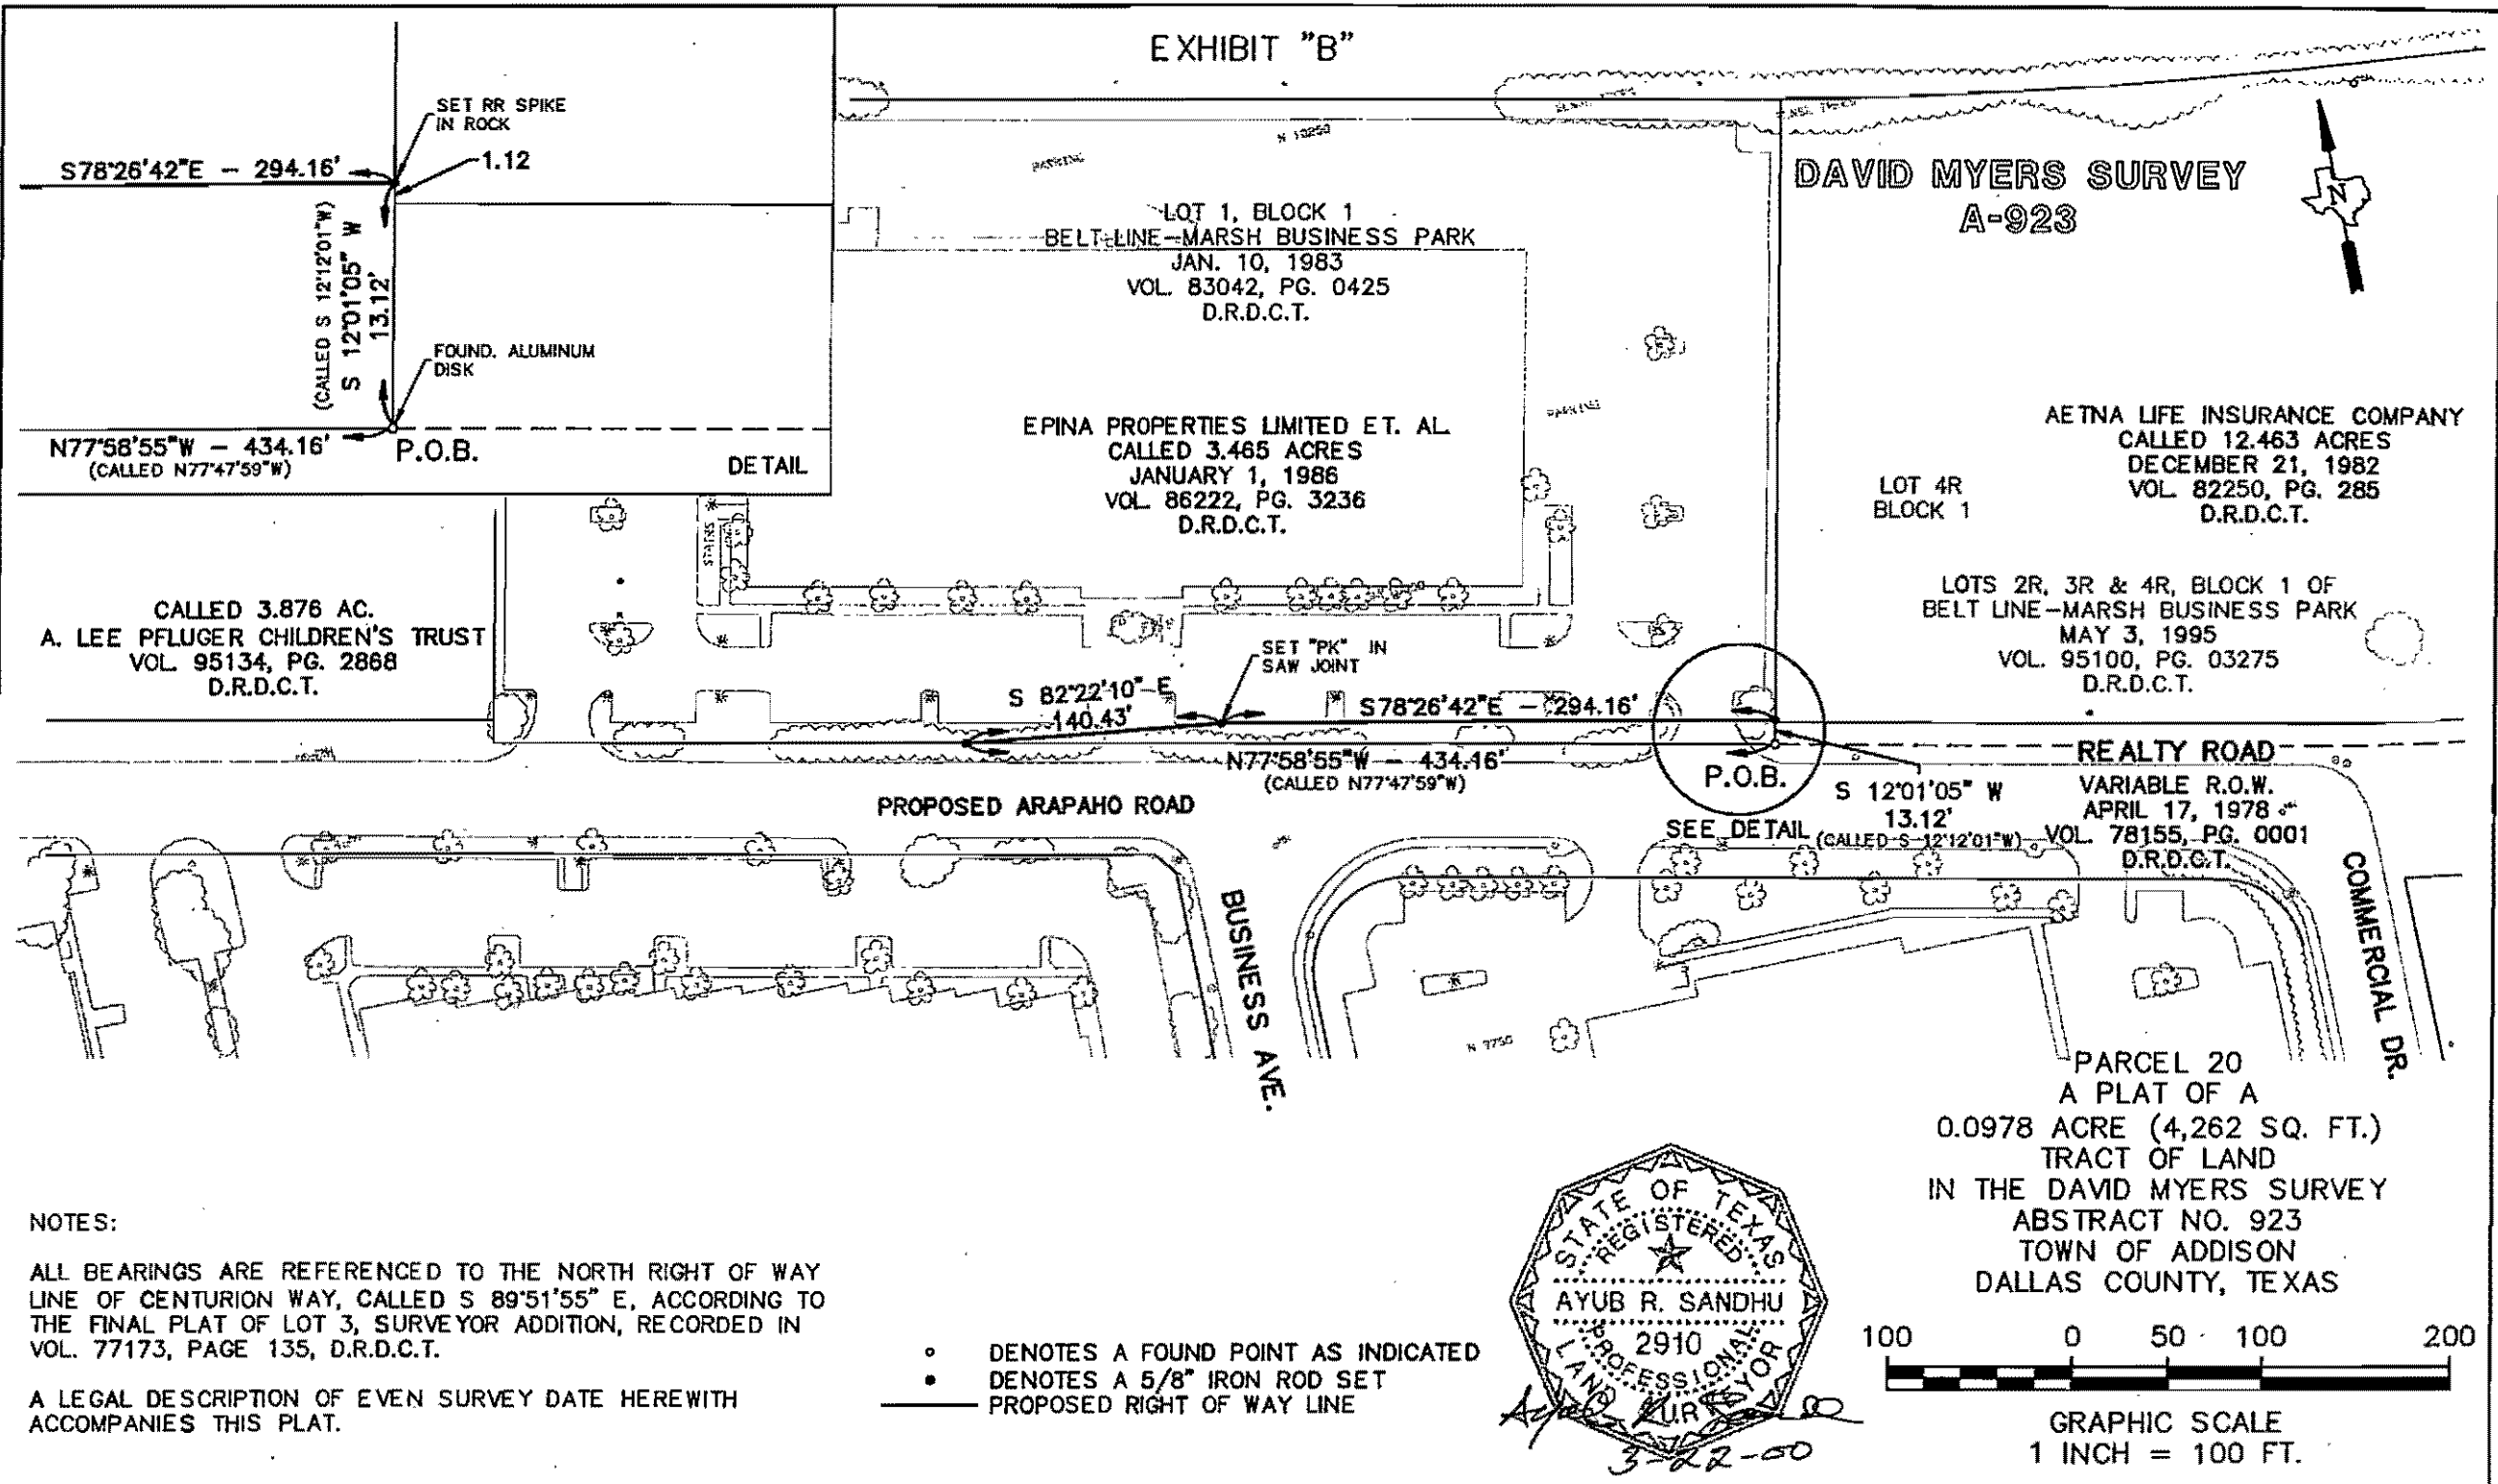 EXHIBIT "B"
SET RR SPIKE
IN ROCK
1.12
S78°26'42"E - 294.16'
(CALLED S 12°12'01"W)
S 12°01'05" W
13.12'
FOUND. ALUMINUM
DISK
N77°58'55"W - 434.16'
(CALLED N77°47'59"W)
P.O.B.
DETAIL
N 10250
PARKING
LOT 1, BLOCK 1
BELT LINE-MARSH BUSINESS PARK
JAN. 10, 1983
VOL. 83042, PG. 0425
D.R.D.C.T.
DAVID MYERS SURVEY
A-923
N
EPINA PROPERTIES LIMITED ET. AL.
CALLED 3.465 ACRES
JANUARY 1, 1986
VOL. 86222, PG. 3236
D.R.D.C.T.
PARKING
AETNA LIFE INSURANCE COMPANY
CALLED 12.463 ACRES
DECEMBER 21, 1982
VOL. 82250, PG. 285
D.R.D.C.T.
LOT 4R
BLOCK 1
STAIRS
CALLED 3.876 AC.
A. LEE PFLUGER CHILDREN'S TRUST
VOL. 95134, PG. 2868
D.R.D.C.T.
LOTS 2R, 3R & 4R, BLOCK 1 OF
BELT LINE-MARSH BUSINESS PARK
MAY 3, 1995
VOL. 95100, PG. 03275
D.R.D.C.T.
SET "PK" IN
SAW JOINT
S 82°22'10" E
140.43'
S78°26'42"E - 294.16'
N77°58'55"W - 434.16'
(CALLED N77°47'59"W)
P.O.B.
SEE DETAIL
S 12°01'05" W
13.12'
(CALLED S 12°12'01"W)
REALTY ROAD
VARIABLE R.O.W.
APRIL 17, 1978
VOL. 78155, PG. 0001
D.R.D.C.T.
PROPOSED ARAPAHO ROAD
BUSINESS AVE.
COMMERCIAL DR.
N 7750
PARCEL 20
A PLAT OF A
0.0978 ACRE (4,262 SQ. FT.)
TRACT OF LAND
IN THE DAVID MYERS SURVEY
ABSTRACT NO. 923
TOWN OF ADDISON
DALLAS COUNTY, TEXAS
NOTES:
ALL BEARINGS ARE REFERENCED TO THE NORTH RIGHT OF WAY
LINE OF CENTURION WAY, CALLED S 89°51'55" E, ACCORDING TO
THE FINAL PLAT OF LOT 3, SURVEYOR ADDITION, RECORDED IN
VOL. 77173, PAGE 135, D.R.D.C.T.
A LEGAL DESCRIPTION OF EVEN SURVEY DATE HEREWITH
ACCOMPANIES THIS PLAT.
DENOTES A FOUND POINT AS INDICATED
DENOTES A 5/8" IRON ROD SET
PROPOSED RIGHT OF WAY LINE
STATE OF TEXAS
REGISTERED
AYUB R. SANDHU
2910
PROFESSIONAL
LAND SURVEYOR
3-22-00
100 0 50 100 200
GRAPHIC SCALE
1 INCH = 100 FT.